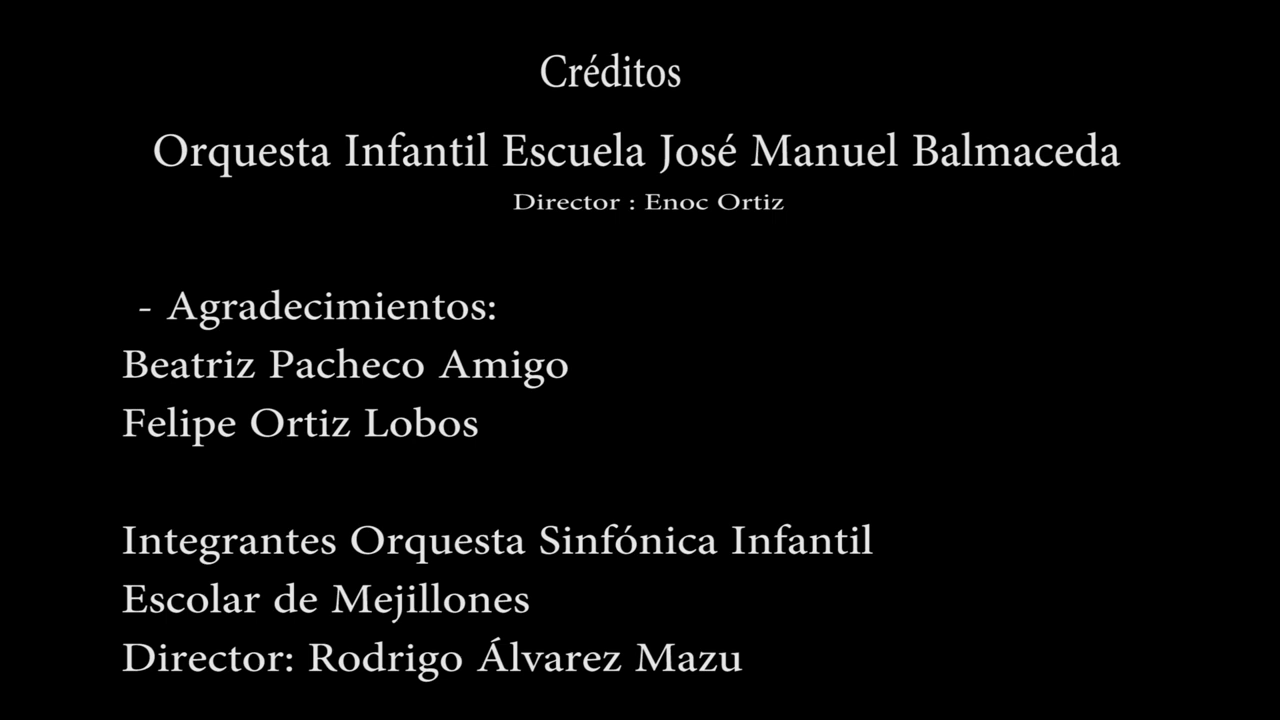 Créditos
Orquesta Infantil Escuela José Manuel Balmaceda
Director : Enoc Ortiz
- Agradecimientos:
Beatriz Pacheco Amigo
Felipe Ortiz Lobos
Integrantes Orquesta Sinfónica Infantil
Escolar de Mejillones
Director: Rodrigo Álvarez Mazu